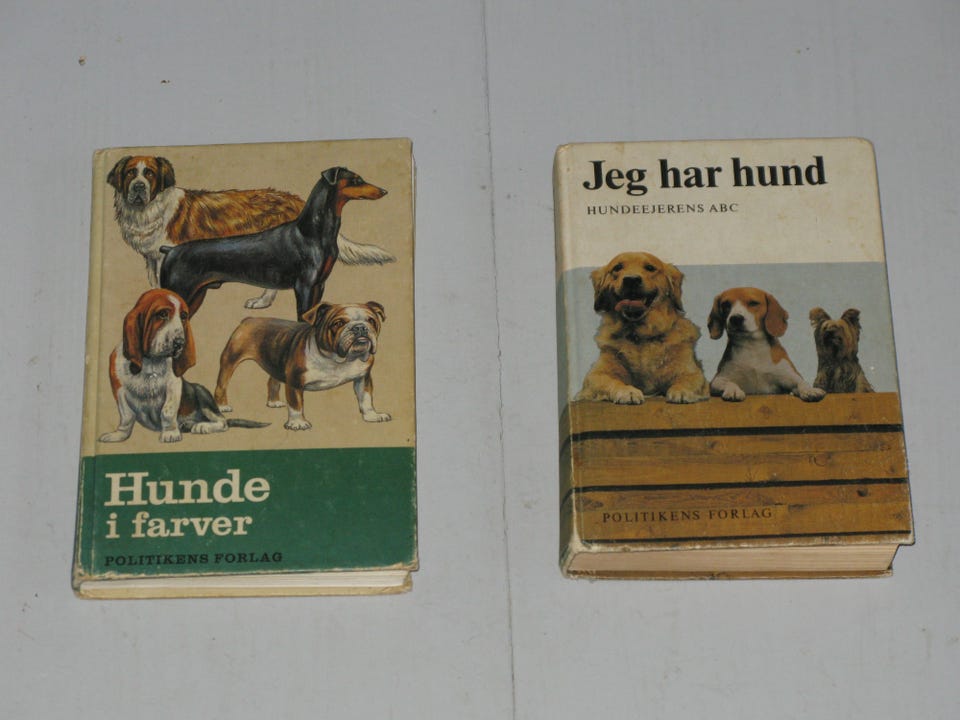 Hunde
i farver
POLITIKENS FORLAG
Jeg har hund
HUNDEEJERENS ABC
POLITIKENS FORLAG